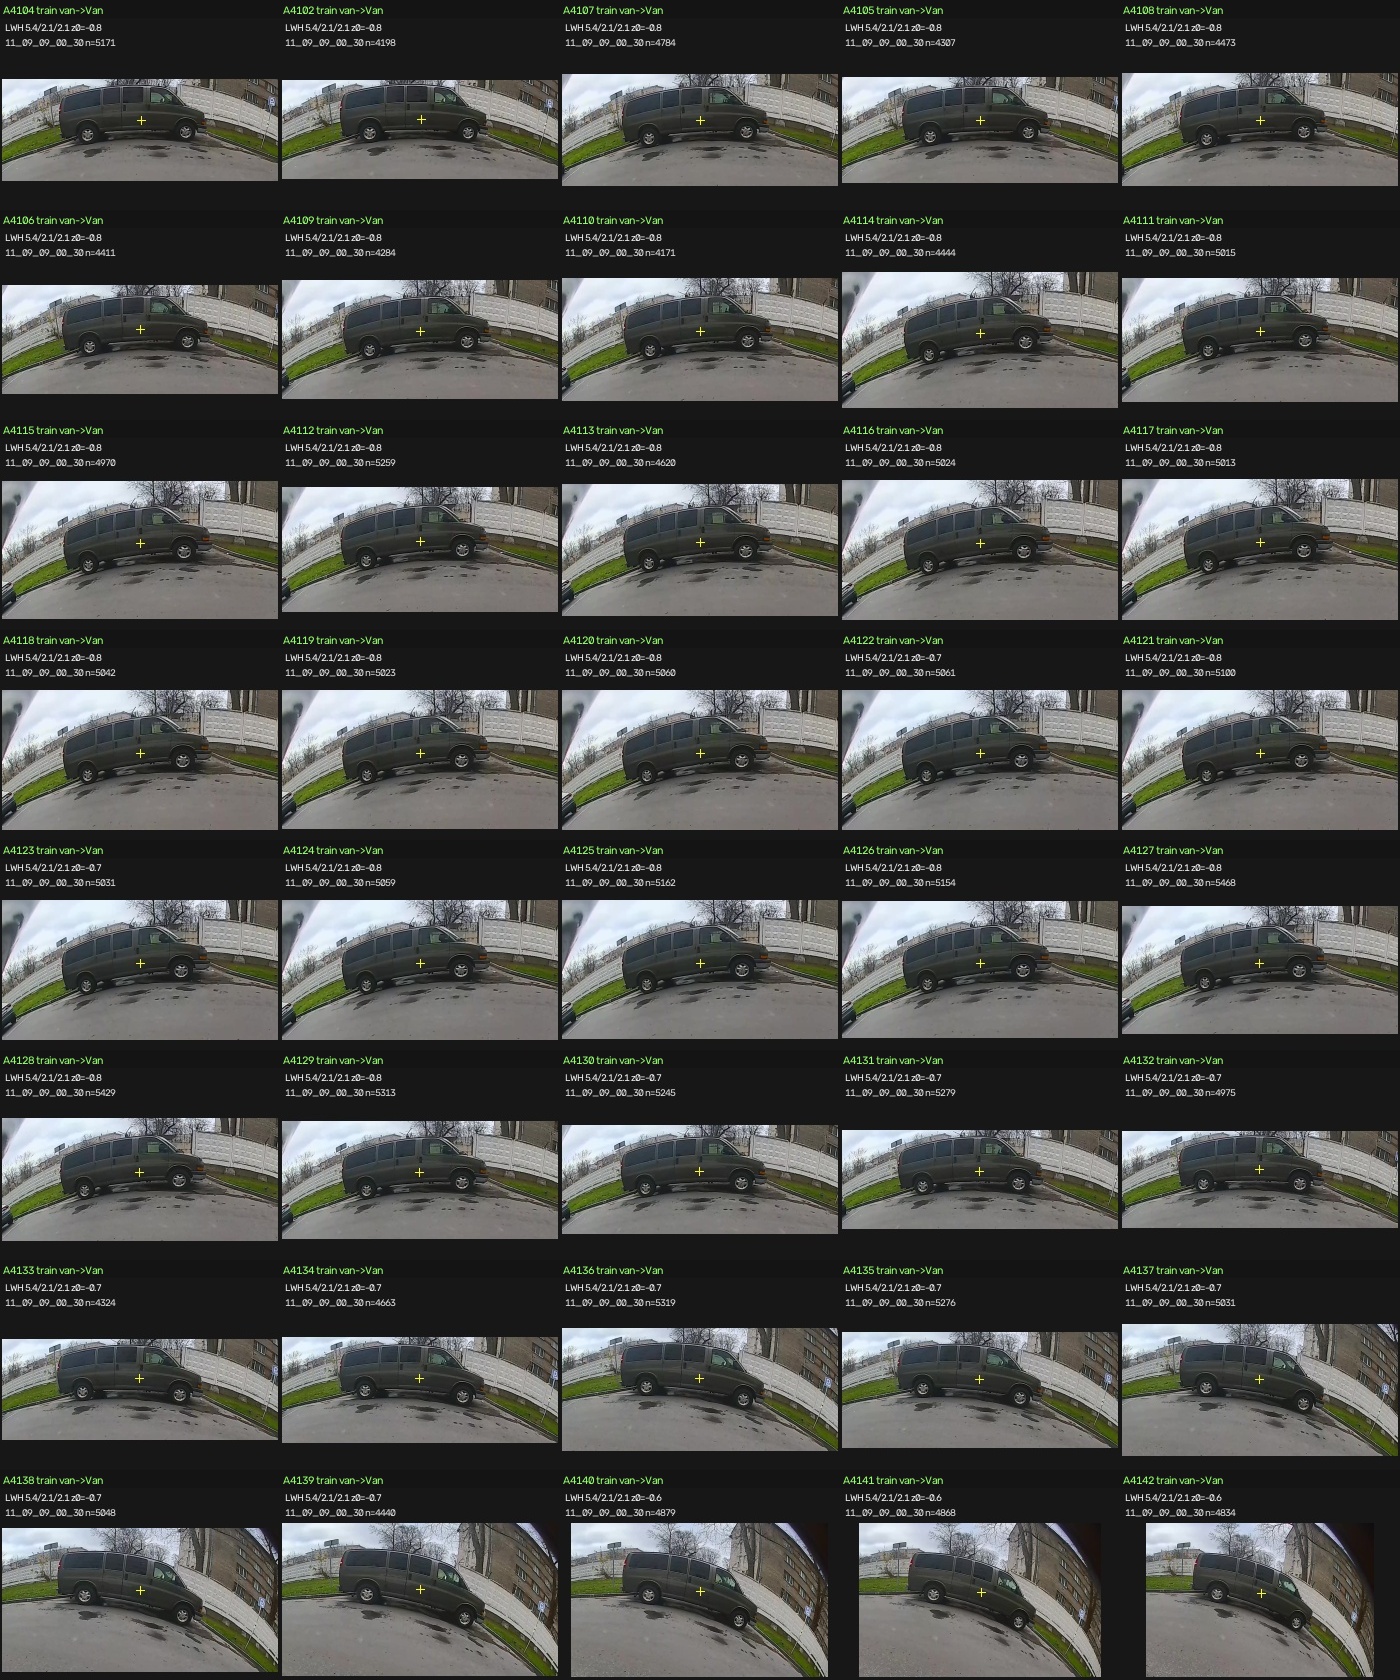 A4104 train van->Van
LWH 5.4/2.1/2.1 z0=-0.8
11_09_09_00_30 n=5171
A4102 train van->Van
LWH 5.4/2.1/2.1 z0=-0.8
11_09_09_00_30 n=4198
A4107 train van->Van
LWH 5.4/2.1/2.1 z0=-0.8
11_09_09_00_30 n=4784
A4105 train van->Van
LWH 5.4/2.1/2.1 z0=-0.8
11_09_09_00_30 n=4307
A4108 train van->Van
LWH 5.4/2.1/2.1 z0=-0.8
11_09_09_00_30 n=4473
A4106 train van->Van
LWH 5.4/2.1/2.1 z0=-0.8
11_09_09_00_30 n=4411
A4109 train van->Van
LWH 5.4/2.1/2.1 z0=-0.8
11_09_09_00_30 n=4284
A4110 train van->Van
LWH 5.4/2.1/2.1 z0=-0.8
11_09_09_00_30 n=4171
A4114 train van->Van
LWH 5.4/2.1/2.1 z0=-0.8
11_09_09_00_30 n=4444
A4111 train van->Van
LWH 5.4/2.1/2.1 z0=-0.8
11_09_09_00_30 n=5015
A4115 train van->Van
LWH 5.4/2.1/2.1 z0=-0.8
11_09_09_00_30 n=4970
A4112 train van->Van
LWH 5.4/2.1/2.1 z0=-0.8
11_09_09_00_30 n=5259
A4113 train van->Van
LWH 5.4/2.1/2.1 z0=-0.8
11_09_09_00_30 n=4620
A4116 train van->Van
LWH 5.4/2.1/2.1 z0=-0.8
11_09_09_00_30 n=5024
A4117 train van->Van
LWH 5.4/2.1/2.1 z0=-0.8
11_09_09_00_30 n=5013
A4118 train van->Van
LWH 5.4/2.1/2.1 z0=-0.8
11_09_09_00_30 n=5042
A4119 train van->Van
LWH 5.4/2.1/2.1 z0=-0.8
11_09_09_00_30 n=5023
A4120 train van->Van
LWH 5.4/2.1/2.1 z0=-0.8
11_09_09_00_30 n=5060
A4122 train van->Van
LWH 5.4/2.1/2.1 z0=-0.7
11_09_09_00_30 n=5061
A4121 train van->Van
LWH 5.4/2.1/2.1 z0=-0.8
11_09_09_00_30 n=5100
A4123 train van->Van
LWH 5.4/2.1/2.1 z0=-0.7
11_09_09_00_30 n=5031
A4124 train van->Van
LWH 5.4/2.1/2.1 z0=-0.8
11_09_09_00_30 n=5059
A4125 train van->Van
LWH 5.4/2.1/2.1 z0=-0.8
11_09_09_00_30 n=5162
A4126 train van->Van
LWH 5.4/2.1/2.1 z0=-0.8
11_09_09_00_30 n=5154
A4127 train van->Van
LWH 5.4/2.1/2.1 z0=-0.8
11_09_09_00_30 n=5468
A4128 train van->Van
LWH 5.4/2.1/2.1 z0=-0.8
11_09_09_00_30 n=5429
A4129 train van->Van
LWH 5.4/2.1/2.1 z0=-0.8
11_09_09_00_30 n=5313
A4130 train van->Van
LWH 5.4/2.1/2.1 z0=-0.7
11_09_09_00_30 n=5245
A4131 train van->Van
LWH 5.4/2.1/2.1 z0=-0.7
11_09_09_00_30 n=5279
A4132 train van->Van
LWH 5.4/2.1/2.1 z0=-0.7
11_09_09_00_30 n=4975
A4133 train van->Van
LWH 5.4/2.1/2.1 z0=-0.7
11_09_09_00_30 n=4324
A4134 train van->Van
LWH 5.4/2.1/2.1 z0=-0.7
11_09_09_00_30 n=4663
A4136 train van->Van
LWH 5.4/2.1/2.1 z0=-0.7
11_09_09_00_30 n=5319
A4135 train van->Van
LWH 5.4/2.1/2.1 z0=-0.7
11_09_09_00_30 n=5276
A4137 train van->Van
LWH 5.4/2.1/2.1 z0=-0.7
11_09_09_00_30 n=5031
A4138 train van->Van
LWH 5.4/2.1/2.1 z0=-0.7
11_09_09_00_30 n=5048
A4139 train van->Van
LWH 5.4/2.1/2.1 z0=-0.7
11_09_09_00_30 n=4440
A4140 train van->Van
LWH 5.4/2.1/2.1 z0=-0.6
11_09_09_00_30 n=4879
A4141 train van->Van
LWH 5.4/2.1/2.1 z0=-0.6
11_09_09_00_30 n=4868
A4142 train van->Van
LWH 5.4/2.1/2.1 z0=-0.6
11_09_09_00_30 n=4834